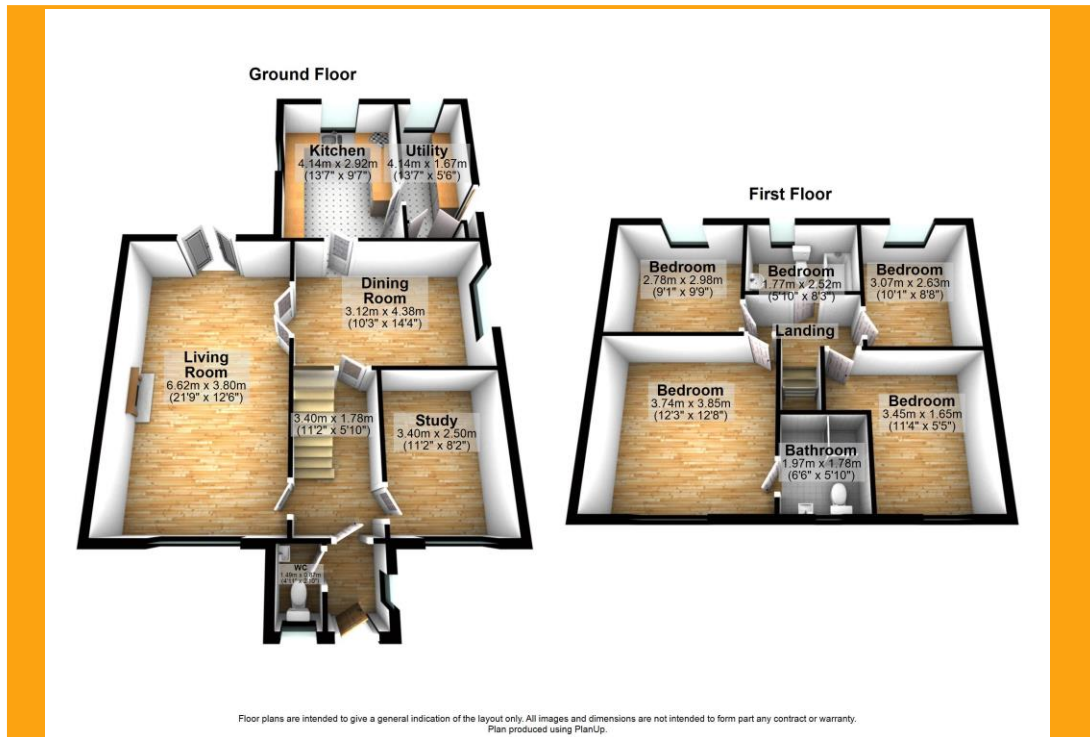 Ground Floor
Kitchen
4.14m x 2.92m
(13'7" x 9'7")
Utility
4.14m x 1.67m
(13'7" x 5'6")
Dining
Room
3.12m x 4.38m
(10'3" x 14'4")
Living
Room
6.62m x 3.80m
(21'9" x 12'6")
3.40m x 1.78m
(11'2" x 5'10")
Study
3.40m x 2.50m
(11'2" x 8'2")
WC
First Floor
Bedroom
2.78m x 2.98m
(9'1" x 9'9")
Bedroom
1.77m x 2.52m
(5'10" x 8'3")
Bedroom
3.07m x 2.63m
(10'1" x 8'8")
Landing
Bedroom
3.74m x 3.85m
(12'3" x 12'8")
Bedroom
3.45m x 1.65m
(11'4" x 5'5")
Bathroom
1.97m x 1.78m
(6'6" x 5'10")
Floor plans are intended to give a general indication of the layout only. All images and dimensions are not intended to form part any contract or warranty.
Plan produced using PlanUp.